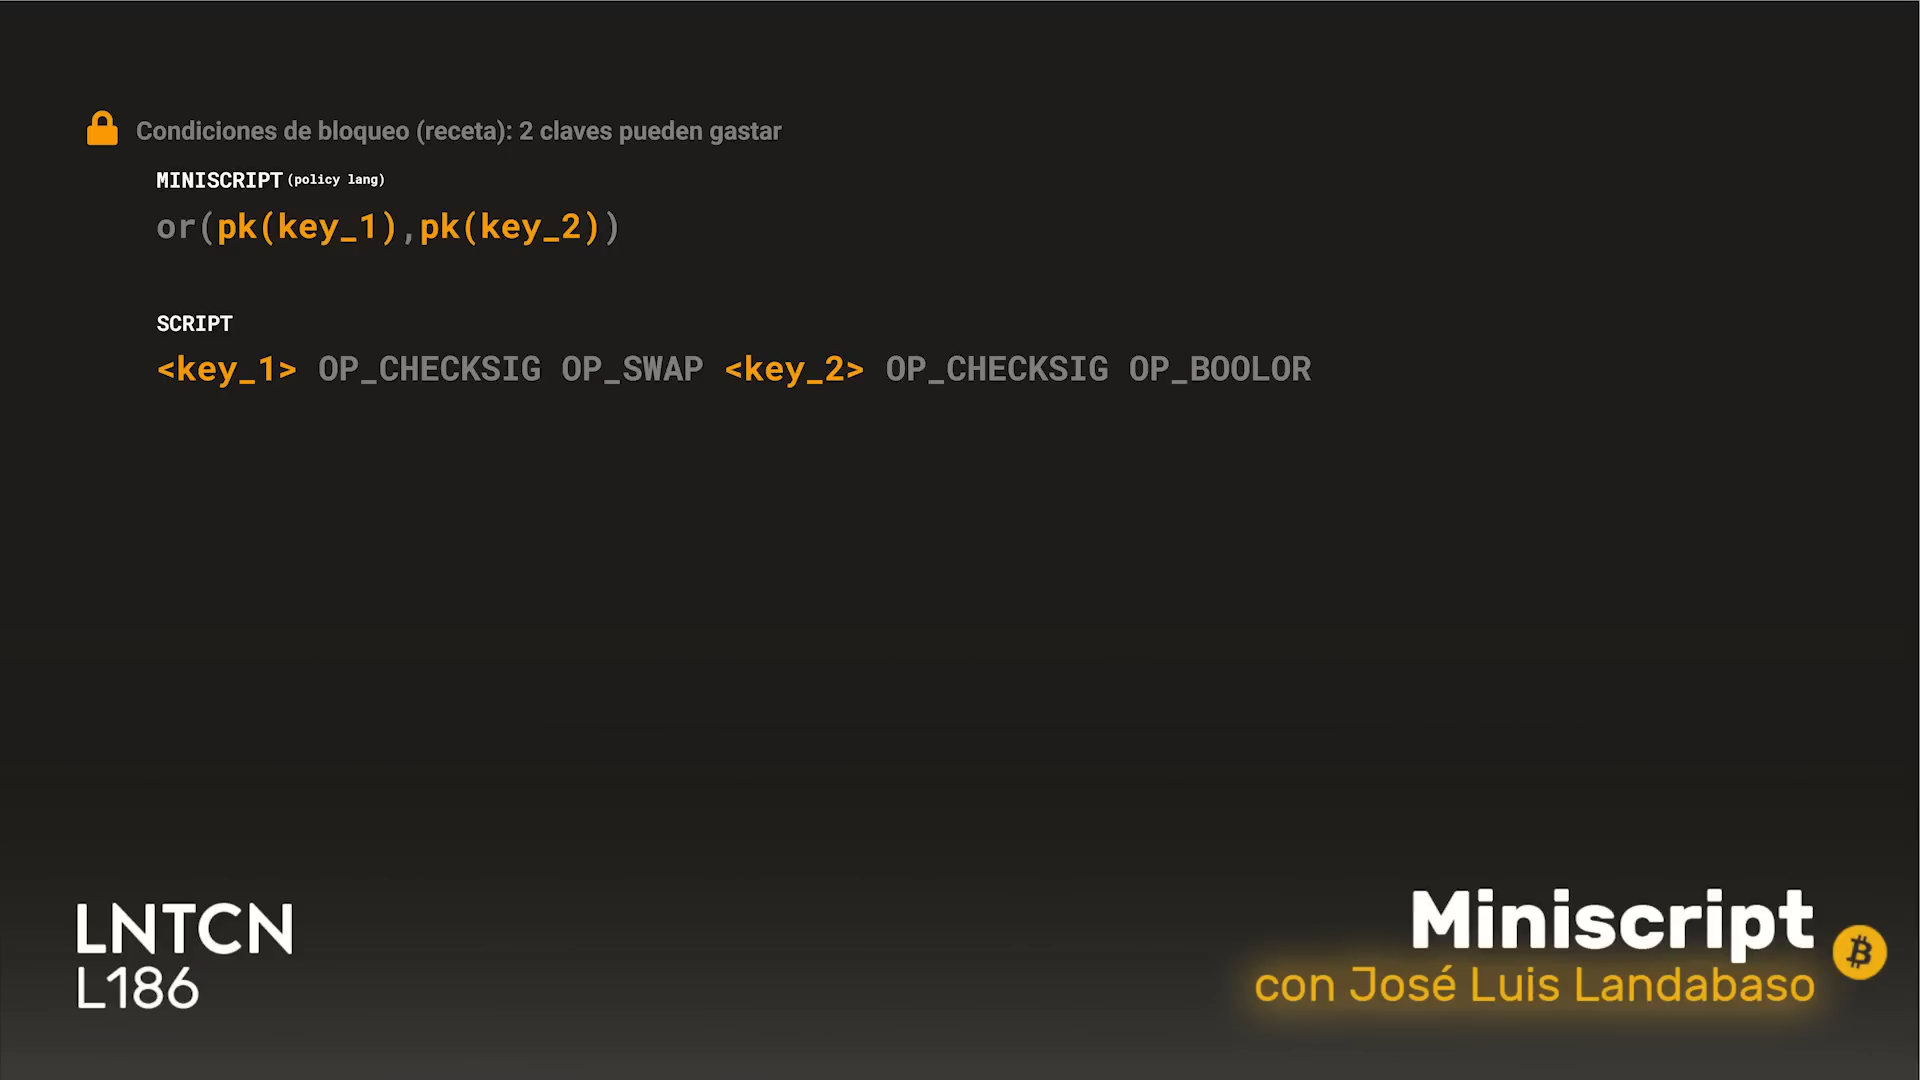 Condiciones de bloqueo (receta): 2 claves pueden gastar
MINISCRIPT (policy lang)
or(pk(key_1),pk(key_2))
SCRIPT
<key_1> OP_CHECKSIG OP_SWAP <key_2> OP_CHECKSIG OP_BOOLOR
LNTCN
L186
Miniscript
con José Luis Landabaso